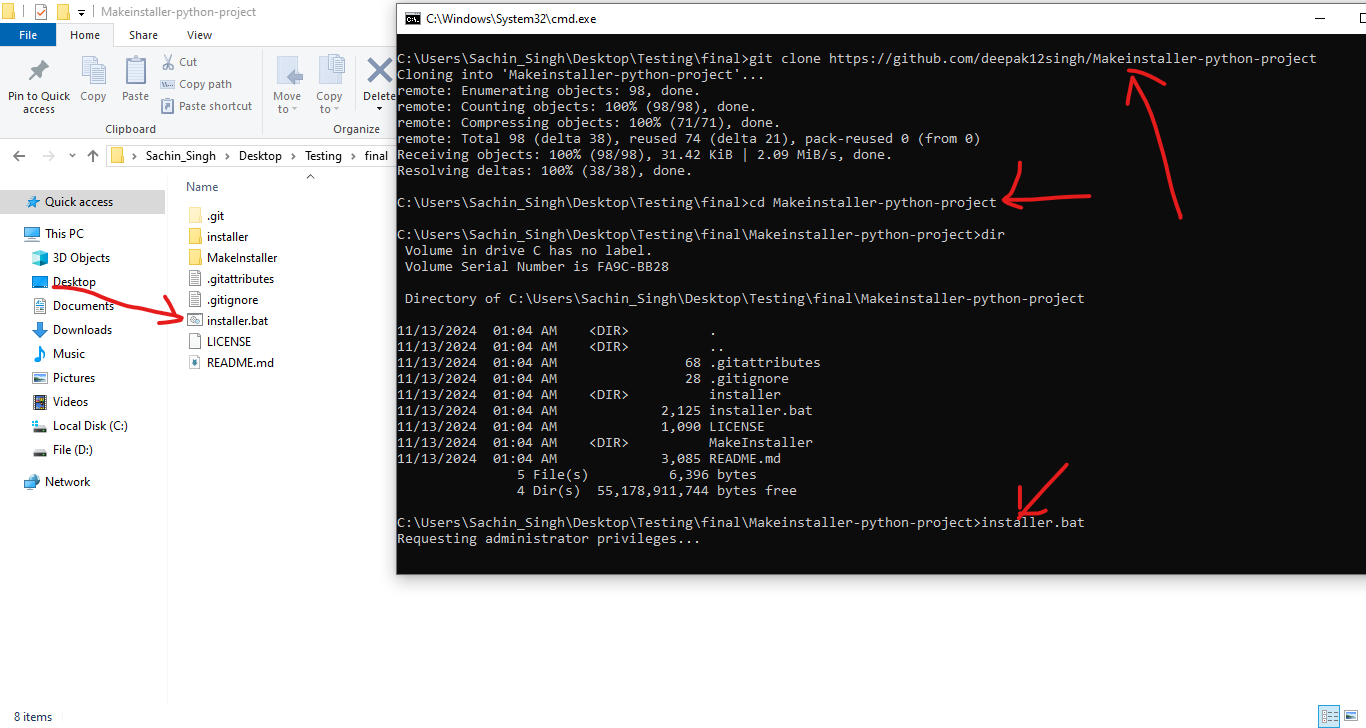 Makeinstaller-python-project
File Home Share View
Pin to Quick access
Copy
Paste
Cut
Copy path
Paste shortcut
Clipboard
Move to
Copy to
Delete
Organize
Sachin_Singh > Desktop > Testing > final
Quick access
This PC
3D Objects
Desktop
Documents
Downloads
Music
Pictures
Videos
Local Disk (C:)
File (D:)
Network
Name
.git
installer
MakeInstaller
.gitattributes
.gitignore
installer.bat
LICENSE
README.md
8 items
C:\Windows\System32\cmd.exe
C:\Users\Sachin_Singh\Desktop\Testing\final>git clone https://github.com/deepak12singh/Makeinstaller-python-project
Cloning into 'Makeinstaller-python-project'...
remote: Enumerating objects: 98, done.
remote: Counting objects: 100% (98/98), done.
remote: Compressing objects: 100% (71/71), done.
remote: Total 98 (delta 38), reused 74 (delta 21), pack-reused 0 (from 0)
Receiving objects: 100% (98/98), 31.42 KiB | 2.09 MiB/s, done.
Resolving deltas: 100% (38/38), done.
C:\Users\Sachin_Singh\Desktop\Testing\final>cd Makeinstaller-python-project
C:\Users\Sachin_Singh\Desktop\Testing\final\Makeinstaller-python-project>dir
Volume in drive C has no label.
Volume Serial Number is FA9C-BB28
Directory of C:\Users\Sachin_Singh\Desktop\Testing\final\Makeinstaller-python-project
11/13/2024 01:04 AM <DIR> .
11/13/2024 01:04 AM <DIR> ..
11/13/2024 01:04 AM 68 .gitattributes
11/13/2024 01:04 AM 28 .gitignore
11/13/2024 01:04 AM <DIR> installer
11/13/2024 01:04 AM 2,125 installer.bat
11/13/2024 01:04 AM 1,090 LICENSE
11/13/2024 01:04 AM <DIR> MakeInstaller
11/13/2024 01:04 AM 3,085 README.md
5 File(s) 6,396 bytes
4 Dir(s) 55,178,911,744 bytes free
C:\Users\Sachin_Singh\Desktop\Testing\final\Makeinstaller-python-project>installer.bat
Requesting administrator privileges...